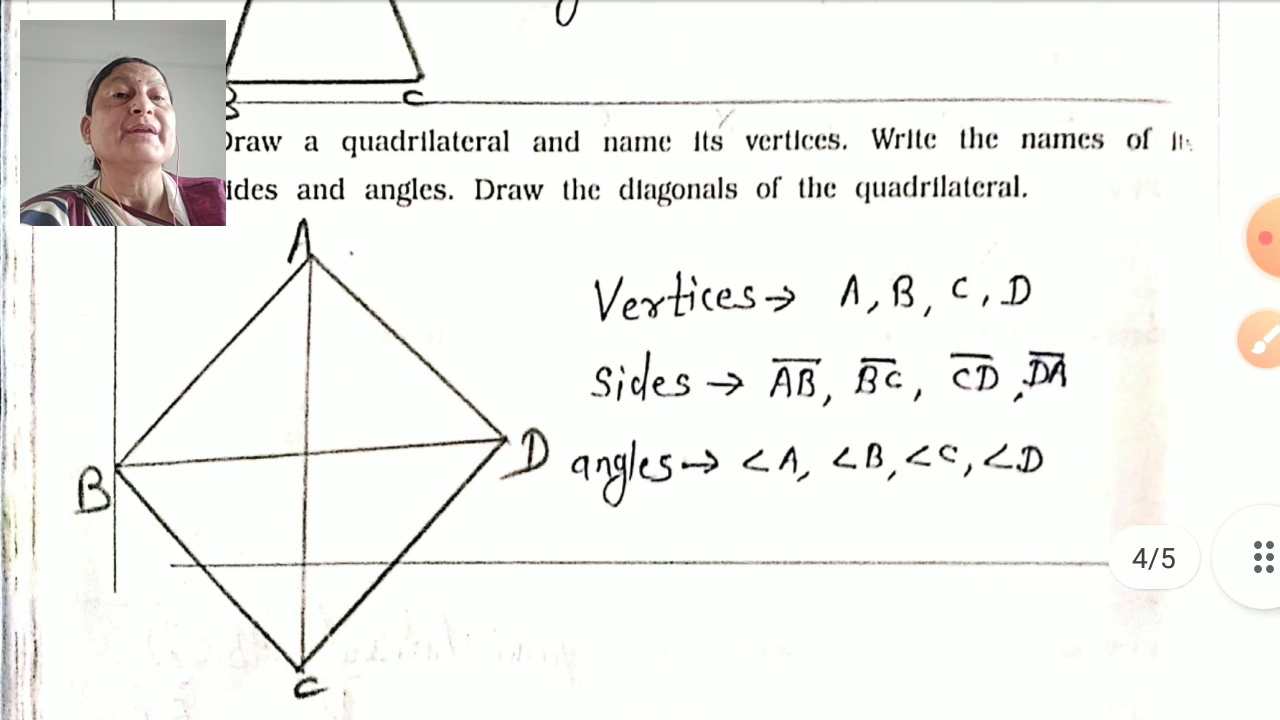 B C
Draw a quadrilateral and name its vertices. Write the names of its
ides and angles. Draw the diagonals of the quadrilateral.
A
Vertices → A, B, C, D
Sides → AB, BC, CD, DA
D
angles → ∠A, ∠B, ∠C, ∠D
B
4/5
C